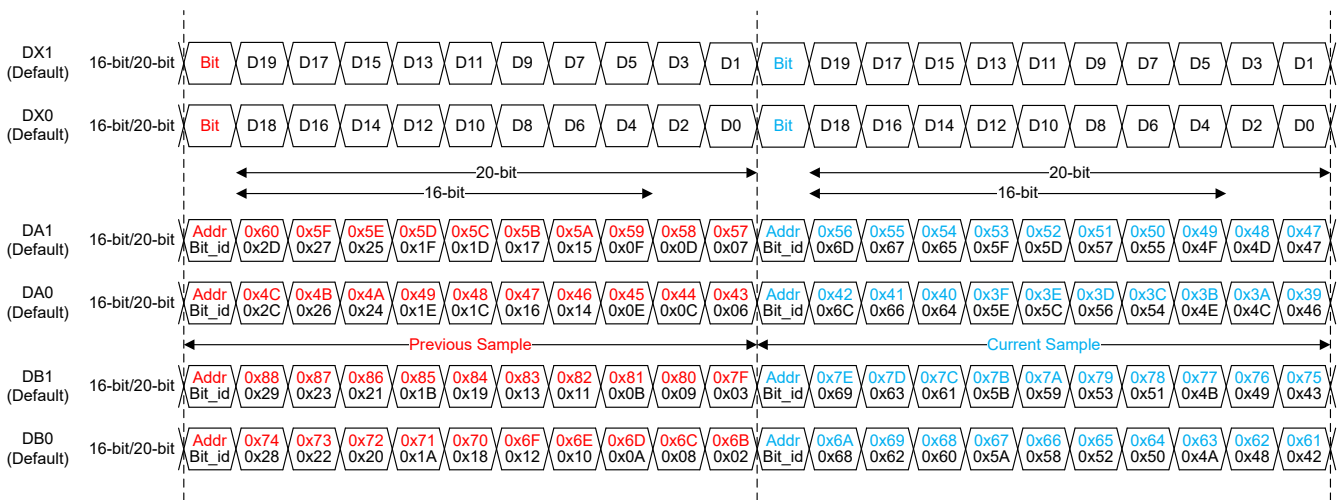 DX1
(Default)
16-bit/20-bit Bit D19 D17 D15 D13 D11 D9 D7 D5 D3 D1 Bit D19 D17 D15 D13 D11 D9 D7 D5 D3 D1
DX0
(Default)
16-bit/20-bit Bit D18 D16 D14 D12 D10 D8 D6 D4 D2 D0 Bit D18 D16 D14 D12 D10 D8 D6 D4 D2 D0
20-bit 20-bit
16-bit 16-bit
DA1
(Default)
16-bit/20-bit
Addr 0x60 0x5F 0x5E 0x5D 0x5C 0x5B 0x5A 0x59 0x58 0x57 Addr 0x56 0x55 0x54 0x53 0x52 0x51 0x50 0x49 0x48 0x47
Bit_id 0x2D 0x27 0x25 0x1F 0x1D 0x17 0x15 0x0F 0x0D 0x07 Bit_id 0x6D 0x67 0x65 0x5F 0x5D 0x57 0x55 0x4F 0x4D 0x47
DA0
(Default)
16-bit/20-bit
Addr 0x4C 0x4B 0x4A 0x49 0x48 0x47 0x46 0x45 0x44 0x43 Addr 0x42 0x41 0x40 0x3F 0x3E 0x3D 0x3C 0x3B 0x3A 0x39
Bit_id 0x2C 0x26 0x24 0x1E 0x1C 0x16 0x14 0x0E 0x0C 0x06 Bit_id 0x6C 0x66 0x64 0x5E 0x5C 0x56 0x54 0x4E 0x4C 0x46
Previous Sample Current Sample
DB1
(Default)
16-bit/20-bit
Addr 0x88 0x87 0x86 0x85 0x84 0x83 0x82 0x81 0x80 0x7F Addr 0x7E 0x7D 0x7C 0x7B 0x7A 0x79 0x78 0x77 0x76 0x75
Bit_id 0x29 0x23 0x21 0x1B 0x19 0x13 0x11 0x0B 0x09 0x03 Bit_id 0x69 0x63 0x61 0x5B 0x59 0x53 0x51 0x4B 0x49 0x43
DB0
(Default)
16-bit/20-bit
Addr 0x74 0x73 0x72 0x71 0x70 0x6F 0x6E 0x6D 0x6C 0x6B Addr 0x6A 0x69 0x68 0x67 0x66 0x65 0x64 0x63 0x62 0x61
Bit_id 0x28 0x22 0x20 0x1A 0x18 0x12 0x10 0x0A 0x08 0x02 Bit_id 0x68 0x62 0x60 0x5A 0x58 0x52 0x50 0x4A 0x48 0x42